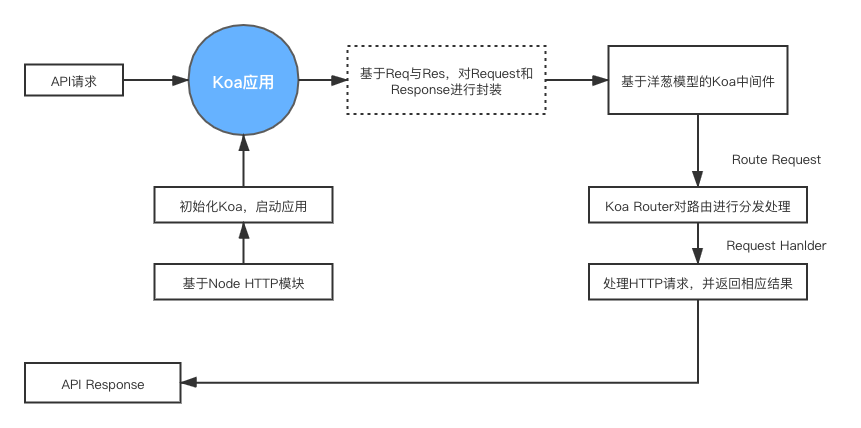 API请求
Koa应用
基于Req与Res，对Request和
Response进行封装
基于洋葱模型的Koa中间件
Route Request
初始化Koa，启动应用
Koa Router对路由进行分发处理
Request Hanlder
基于Node HTTP模块
处理HTTP请求，并返回相应结果
API Response